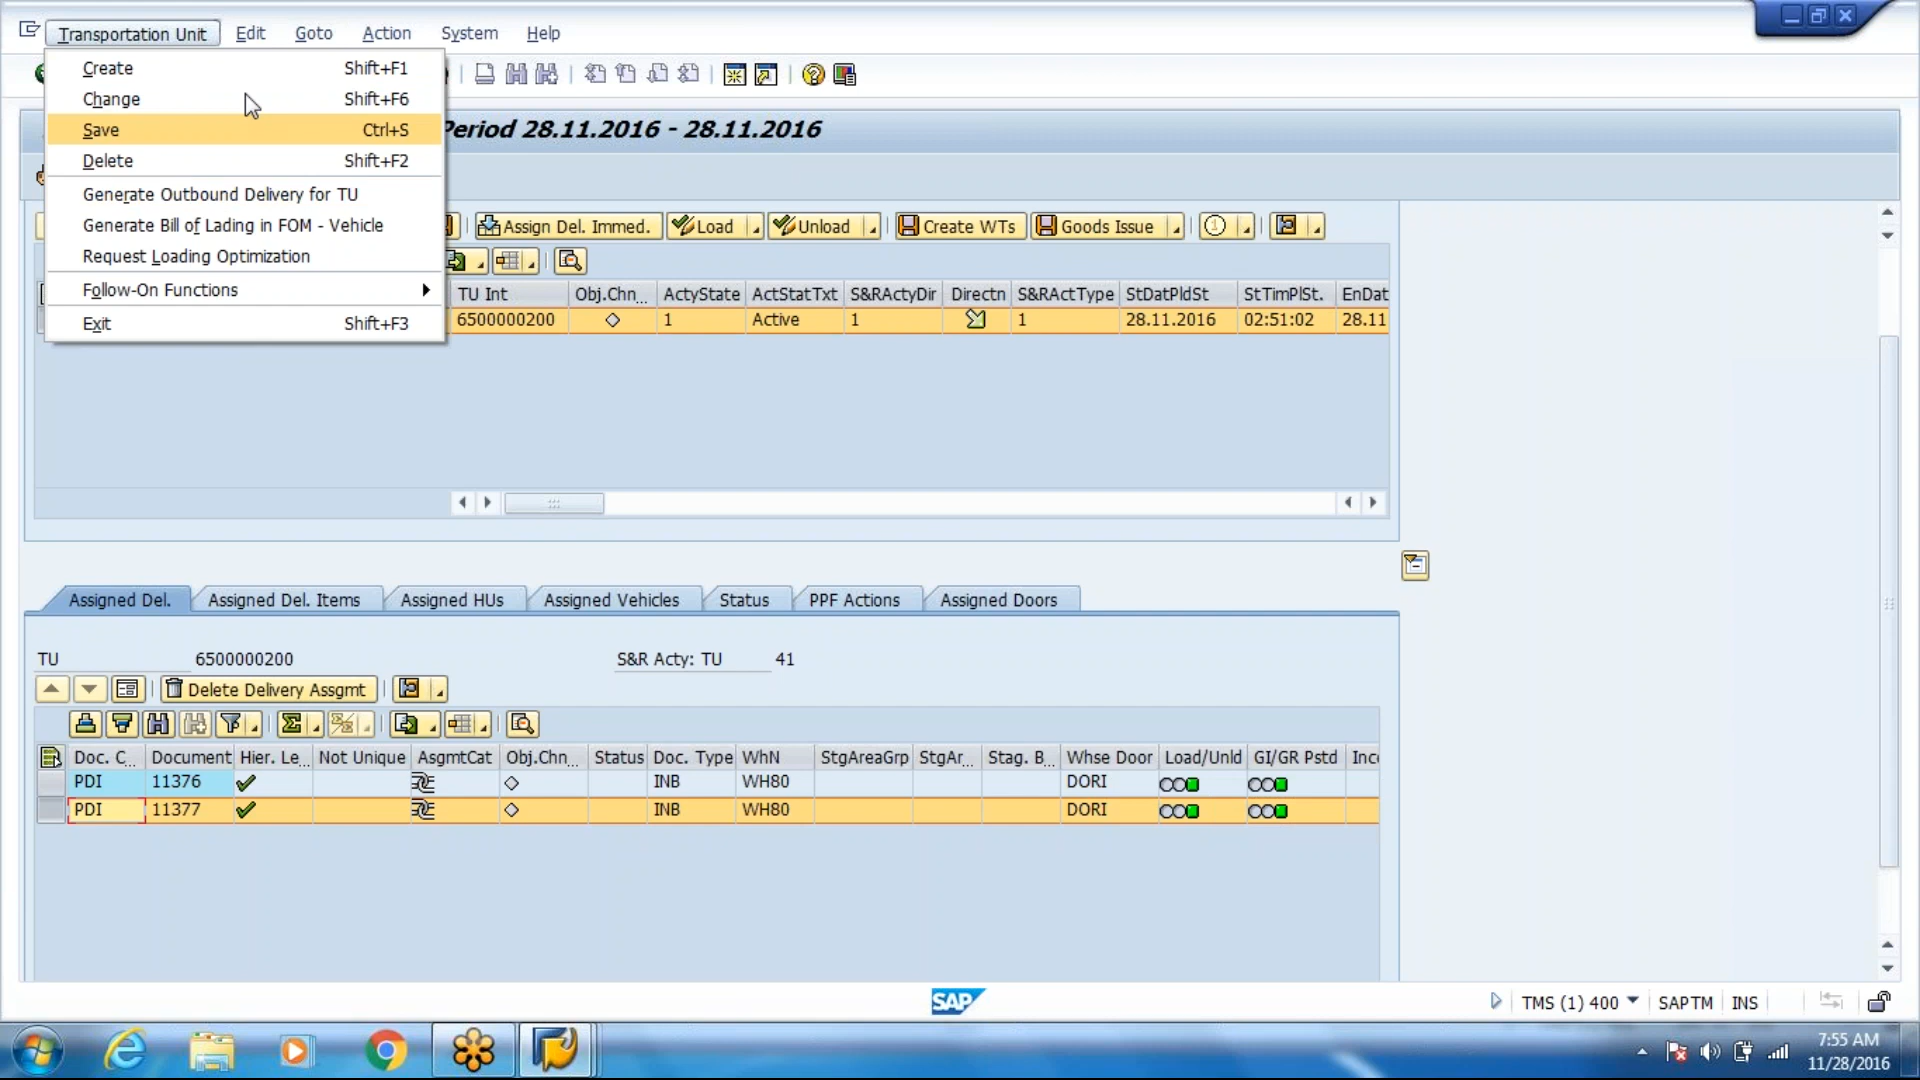 Transportation Unit Edit Goto Action System Help
Create Shift+F1
Change Shift+F6
Save Ctrl+S
Delete Shift+F2
Generate Outbound Delivery for TU
Generate Bill of Lading in FOM - Vehicle
Request Loading Optimization
Follow-On Functions
Exit Shift+F3
Period 28.11.2016 - 28.11.2016
Assign Del. Immed. Load Unload Create WTs Goods Issue
TU Int Obj.Chn... ActyState ActStatTxt S&RActyDir Directn S&RActType StDatPldSt StTimPlSt. EnDat
6500000200 1 Active 1 1 28.11.2016 02:51:02 28.11
Assigned Del. Assigned Del. Items Assigned HUs Assigned Vehicles Status PPF Actions Assigned Doors
TU 6500000200 S&R Acty: TU 41
Delete Delivery Assgmt
Doc. C... Document Hier. Le... Not Unique AsgmtCat Obj.Chn... Status Doc. Type WhN StgAreaGrp StgAr... Stag. B... Whse Door Load/Unld GI/GR Pstd Inc
PDI 11376 INB WH80 DORI
PDI 11377 INB WH80 DORI
SAP
TMS (1) 400 SAPTM INS
7:55 AM
11/28/2016